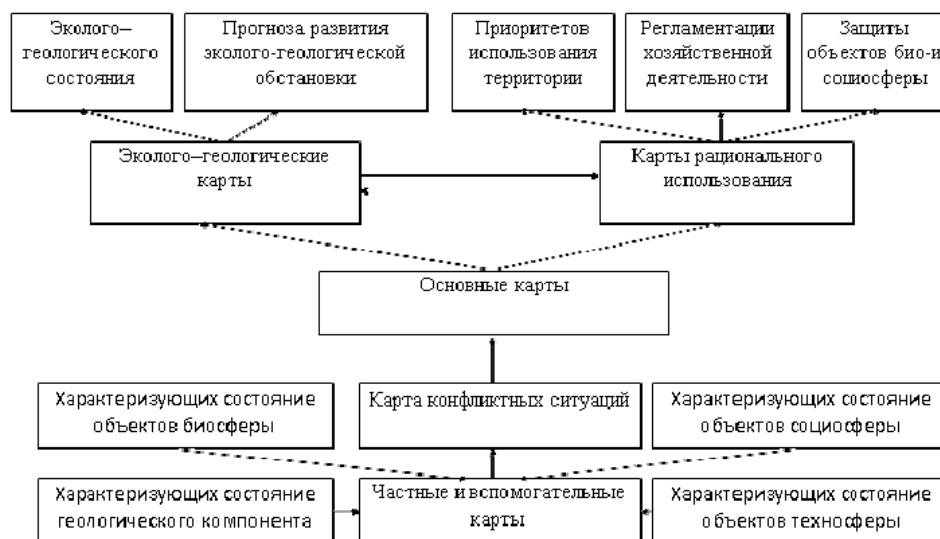 Эколого–
геологического
состояния
Прогноза развития
эколого-геологической
обстановки
Приоритетов
использования
территории
Регламентации
хозяйственной
деятельности
Защиты
объектов био-и
социосферы
Эколого–геологические
карты
Карты рационального
использования
Основные карты
Характеризующих состояние
объектов биосферы
Карта конфликтных ситуаций
Характеризующих состояние
объектов социосферы
Характеризующих состояние
геологического компонента
Частные и вспомогательные
карты
Характеризующих состояние
объектов техносферы